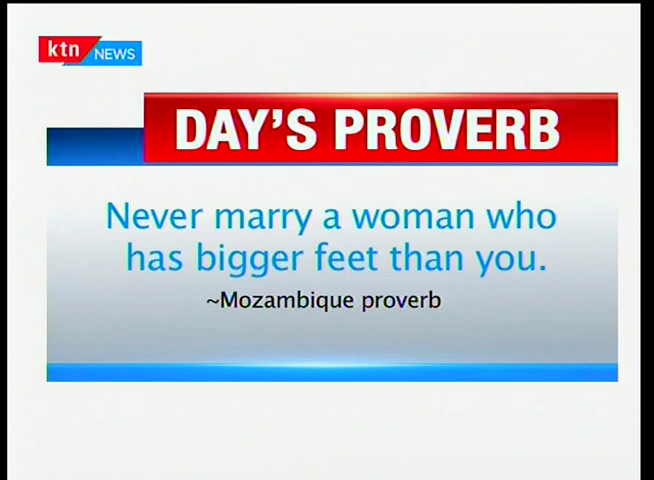 ktn NEWS
DAY'S PROVERB
Never marry a woman who
has bigger feet than you.
~Mozambique proverb